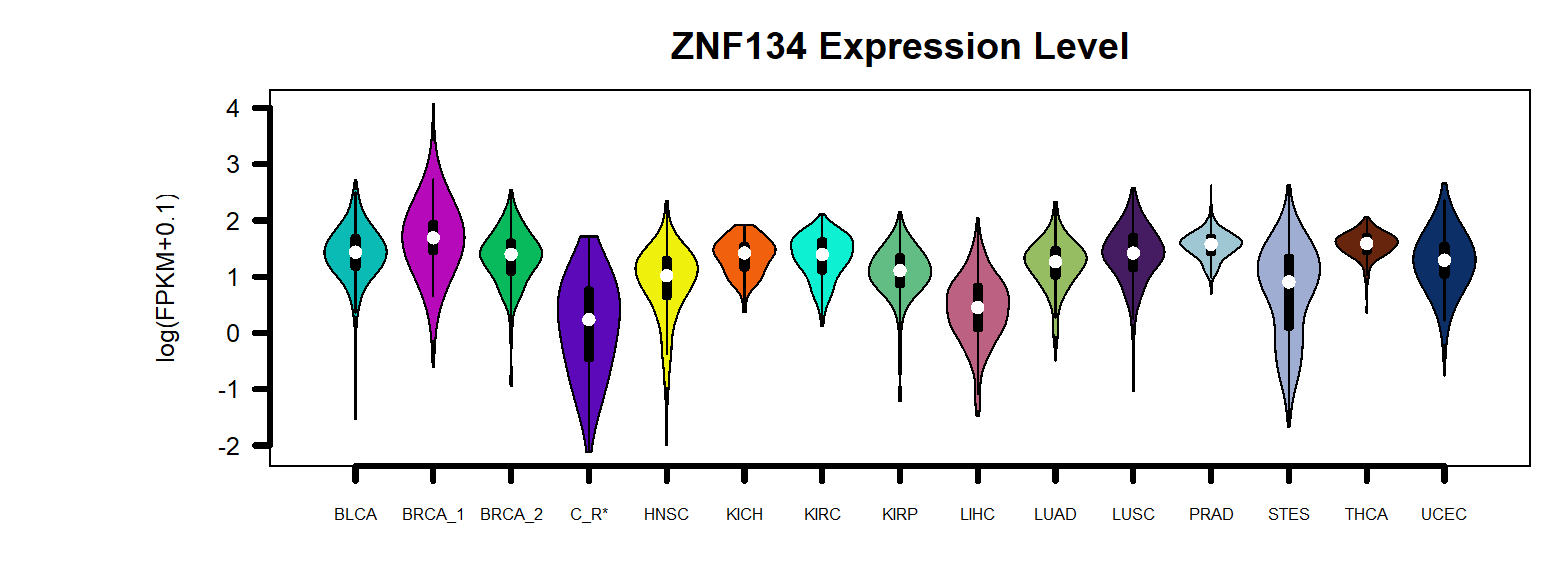 ZNF134 Expression Level
log(FPKM+0.1)
4
3
2
1
0
-1
-2
BLCA BRCA_1 BRCA_2 C_R* HNSC KICH KIRC KIRP LIHC LUAD LUSC PRAD STES THCA UCEC